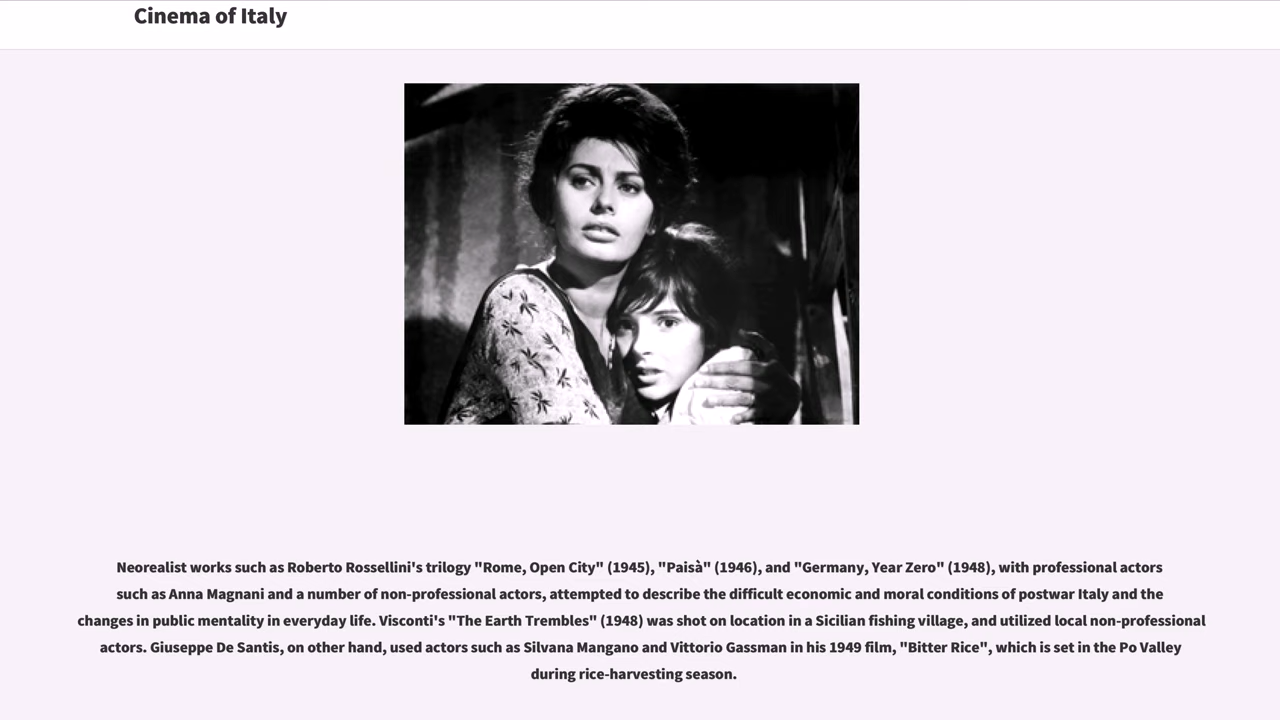 Cinema of Italy
Neorealist works such as Roberto Rossellini's trilogy "Rome, Open City" (1945), "Paisà" (1946), and "Germany, Year Zero" (1948), with professional actors
such as Anna Magnani and a number of non-professional actors, attempted to describe the difficult economic and moral conditions of postwar Italy and the
changes in public mentality in everyday life. Visconti's "The Earth Trembles" (1948) was shot on location in a Sicilian fishing village, and utilized local non-professional
actors. Giuseppe De Santis, on other hand, used actors such as Silvana Mangano and Vittorio Gassman in his 1949 film, "Bitter Rice", which is set in the Po Valley
during rice-harvesting season.